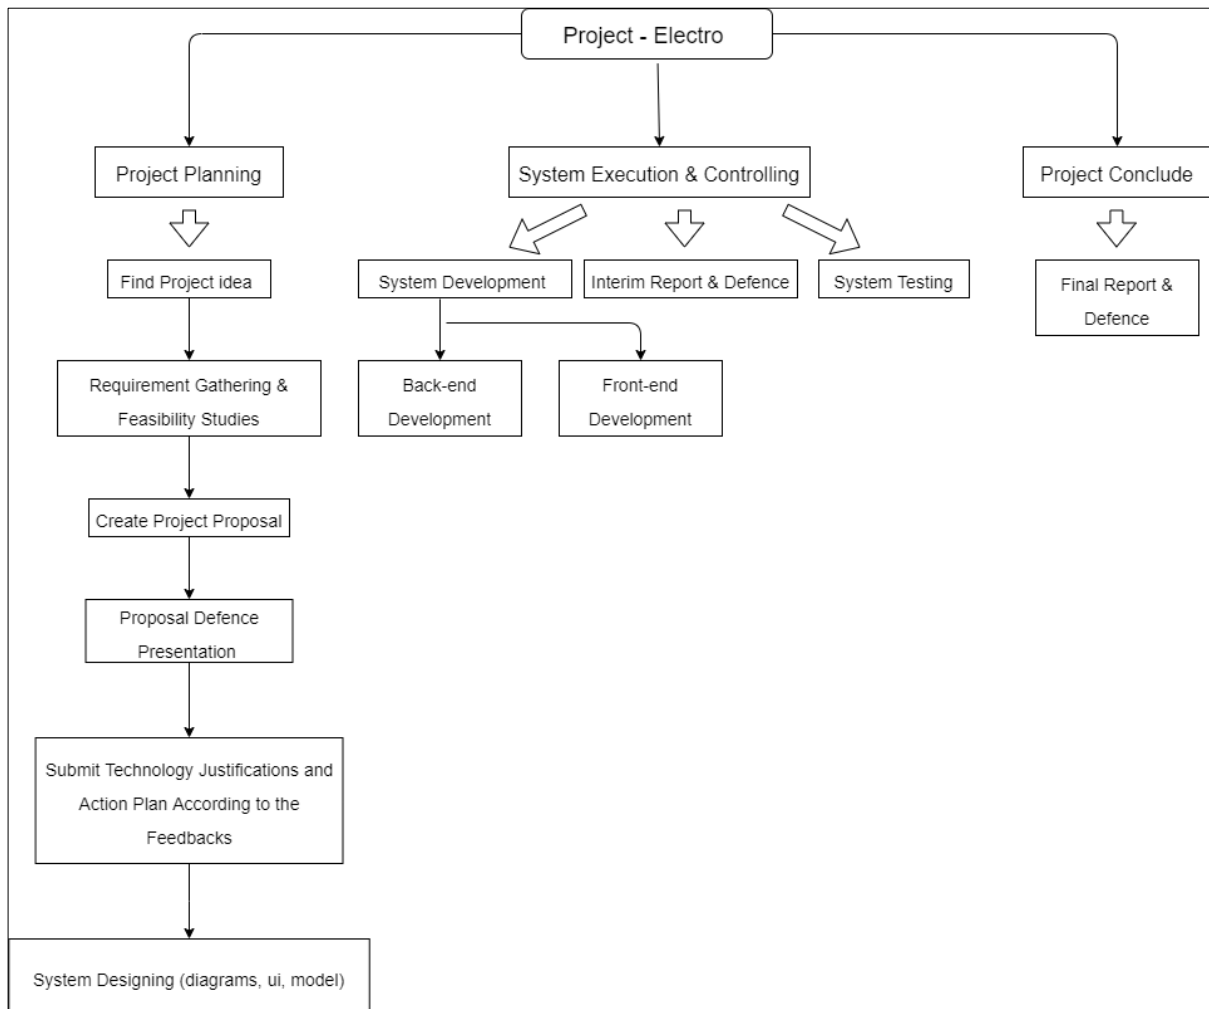 Project - Electro
Project Planning
System Execution & Controlling
Project Conclude
Find Project idea
System Development
Interim Report & Defence
System Testing
Final Report &
Defence
Requirement Gathering &
Feasibility Studies
Back-end
Development
Front-end
Development
Create Project Proposal
Proposal Defence
Presentation
Submit Technology Justifications and
Action Plan According to the
Feedbacks
System Designing (diagrams, ui, model)